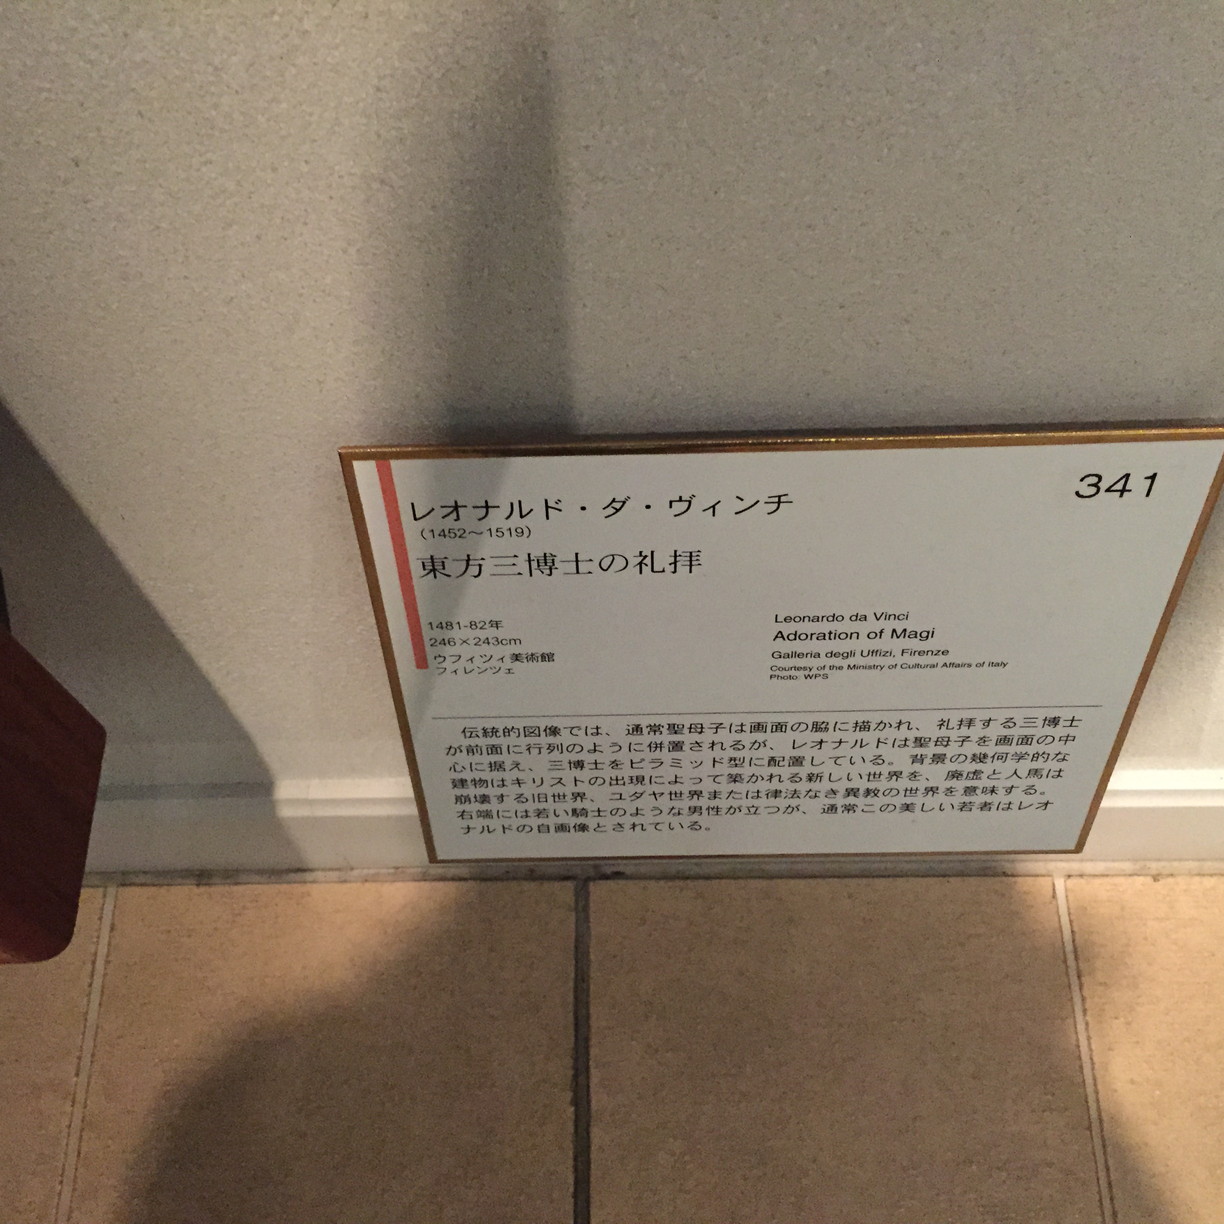 341
レオナルド・ダ・ヴィンチ
(1452〜1519)
東方三博士の礼拝
1481-82年
246×243cm
ウフィツィ美術館
フィレンツェ
Leonardo da Vinci
Adoration of Magi
Galleria degli Uffizi, Firenze
Courtesy of the Ministry of Cultural Affairs of Italy
Photo: WPS
伝統的図像では、通常聖母子は画面の脇に描かれ、礼拝する三博士
が前面に行列のように併置されるが、レオナルドは聖母子を画面の中
心に据え、三博士をピラミッド型に配置している。背景の幾何学的な
建物はキリストの出現によって築かれる新しい世界を、廃虚と人馬は
崩壊する旧世界、ユダヤ世界または律法なき異教の世界を意味する。
右端には若い騎士のような男性が立つが、通常この美しい若者はレオ
ナルドの自画像とされている。